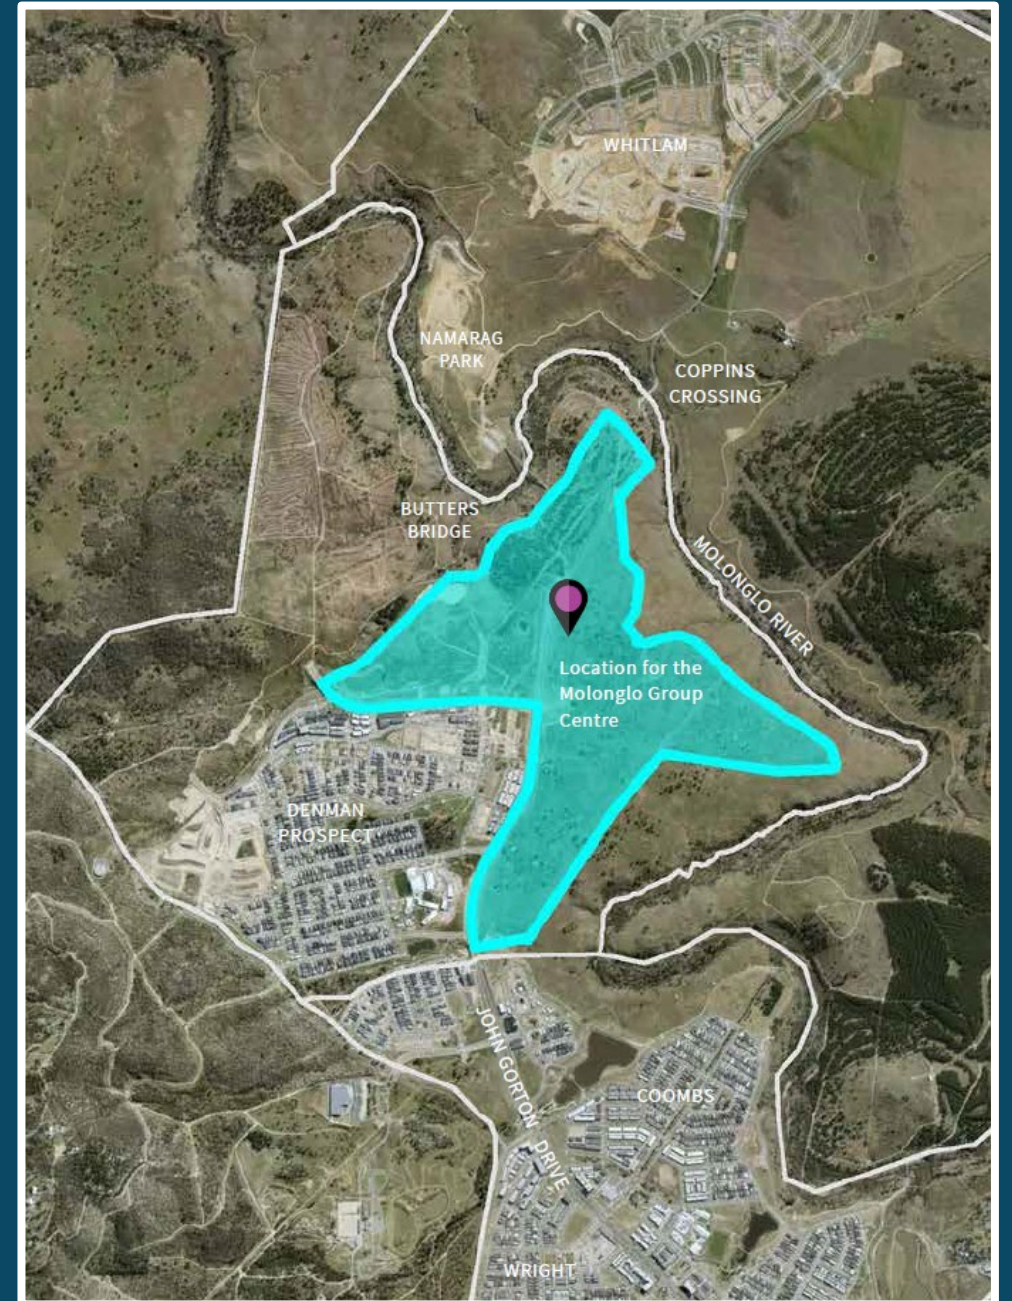 WHITLAM
NAMARAG
PARK
COPPINS
CROSSING
BUTTERS
BRIDGE
MOLONGLO RIVER
Location for the
Molonglo Group
Centre
DENMAN
PROSPECT
JOHN GORTON DRIVE
COOMBS
WRIGHT